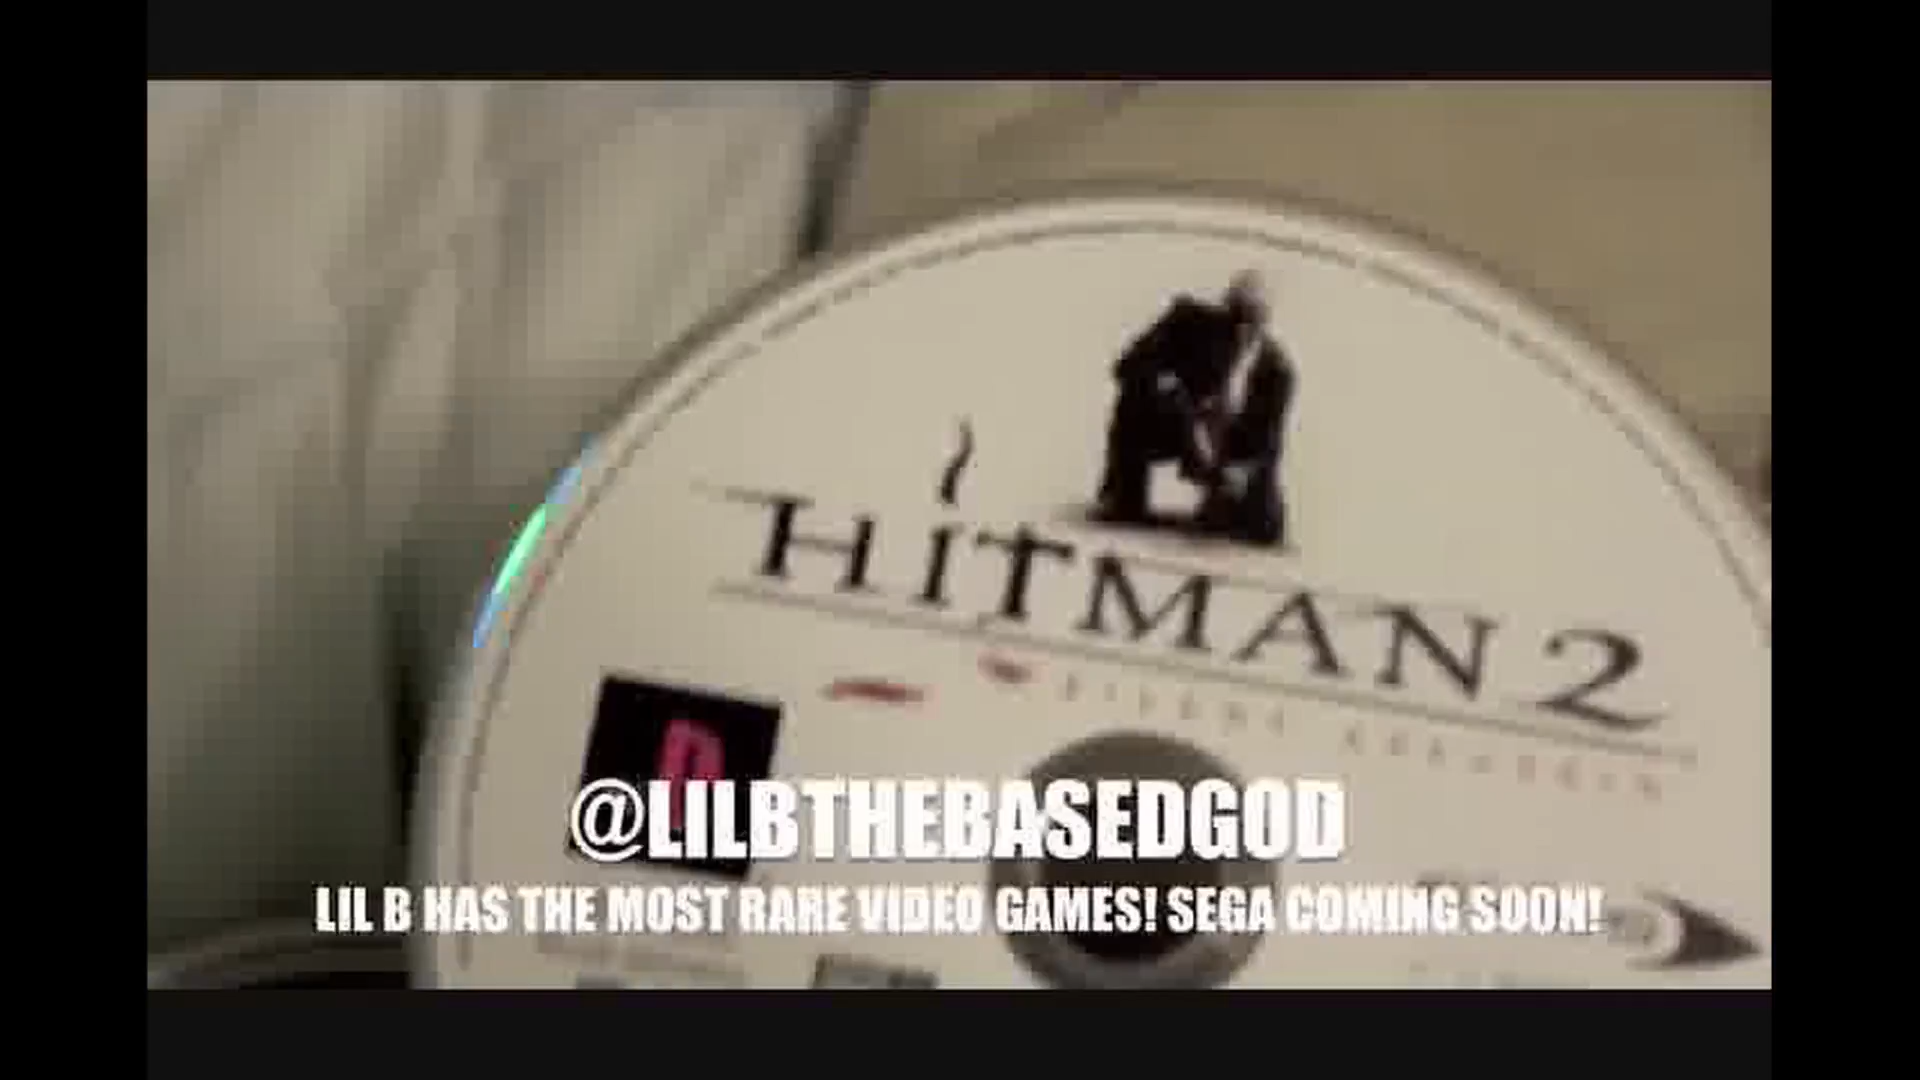 HITMAN 2
@LILBTHEBASEDGOD
LIL B HAS THE MOST RARE VIDEO GAMES! SEGA COMING SOON!